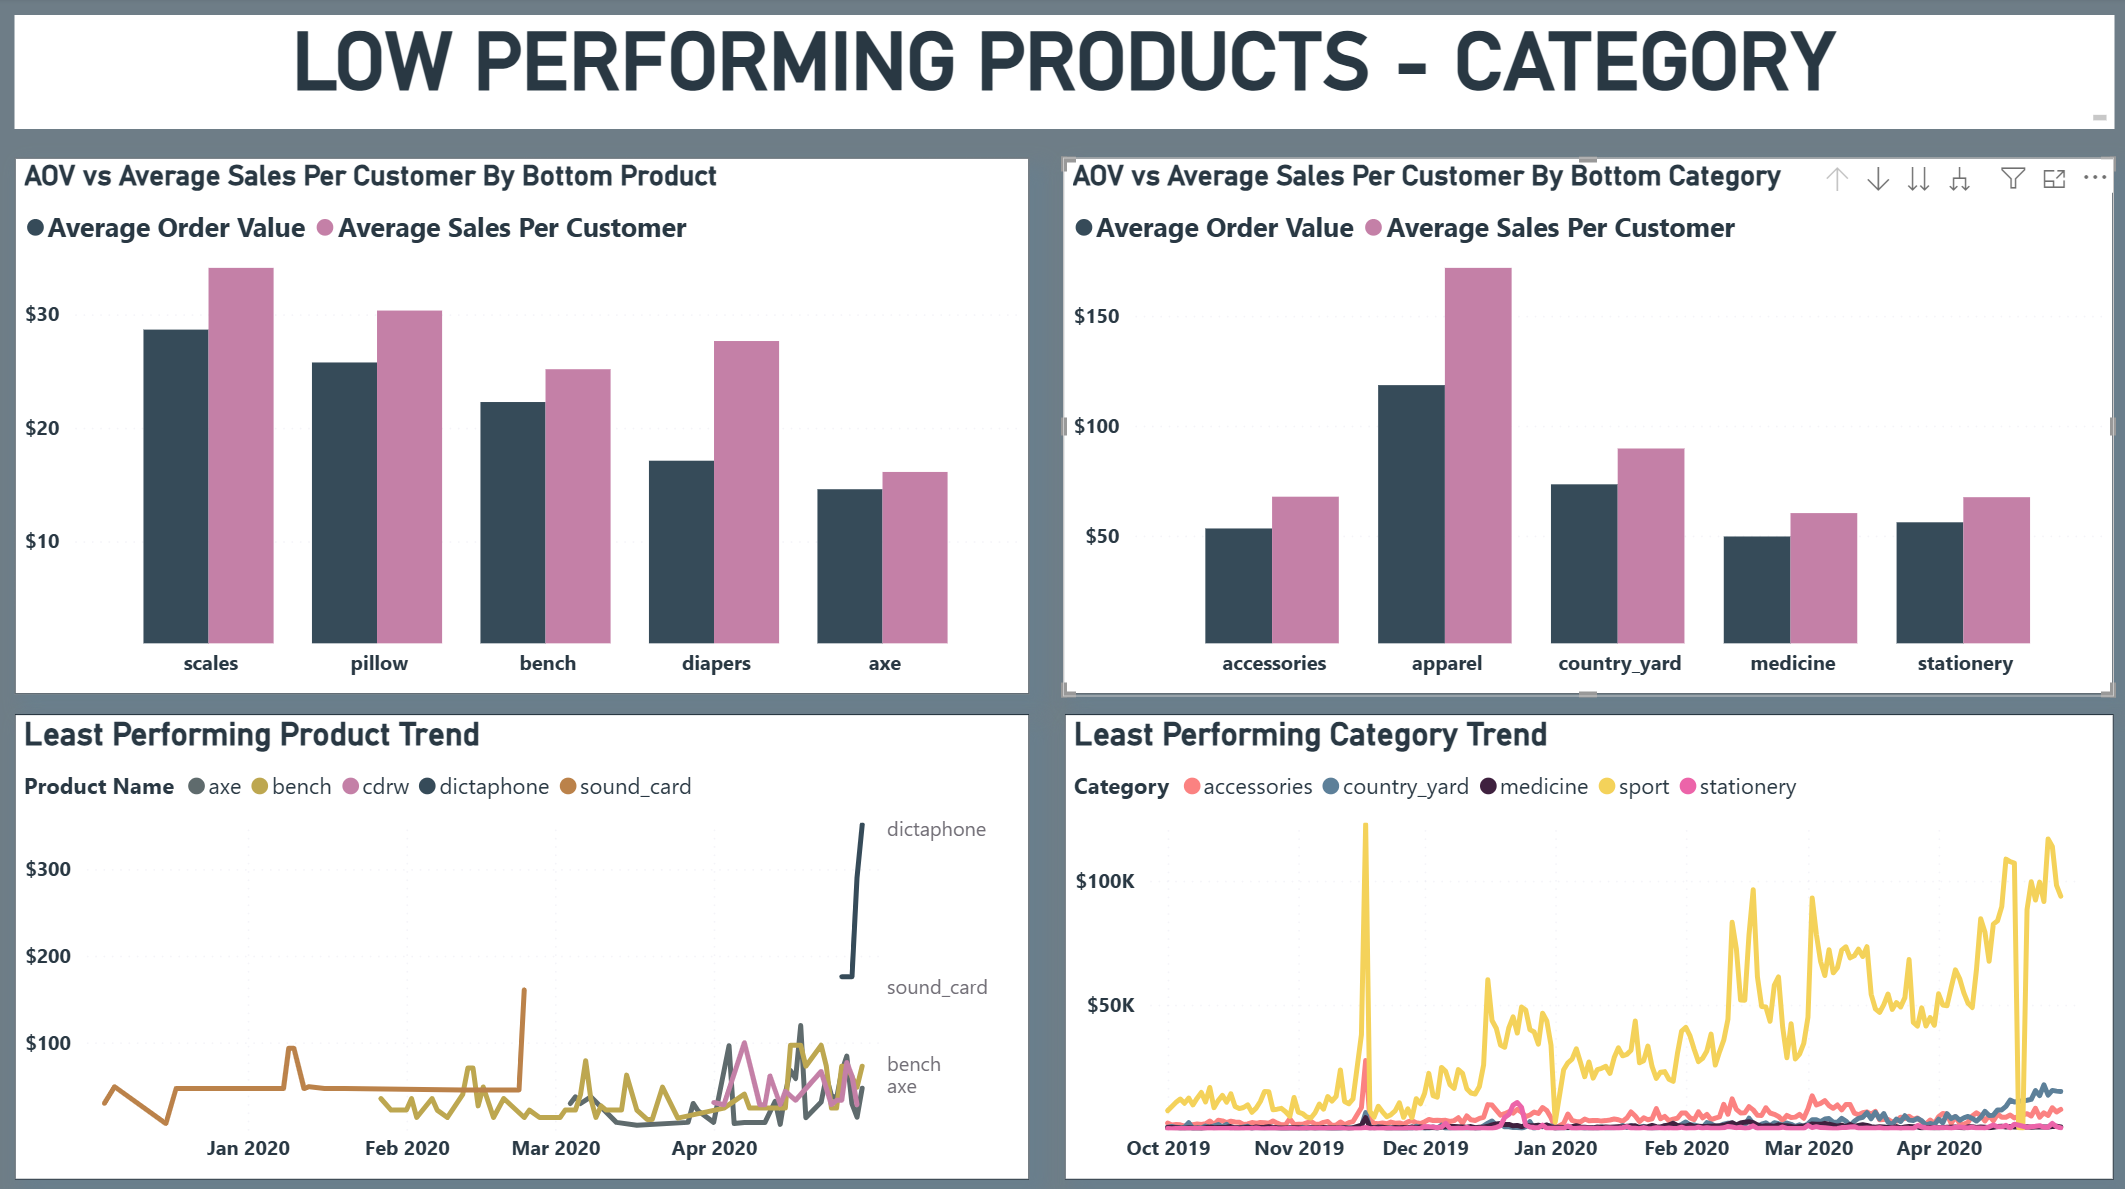 LOW PERFORMING PRODUCTS - CATEGORY
AOV vs Average Sales Per Customer By Bottom Product
Average Order Value Average Sales Per Customer
$30
$20
$10
scales pillow bench diapers axe
AOV vs Average Sales Per Customer By Bottom Category
Average Order Value Average Sales Per Customer
$150
$100
$50
accessories apparel country_yard medicine stationery
Least Performing Product Trend
Product Name axe bench cdrw dictaphone sound_card
dictaphone
$300
$200
sound_card
$100
bench
axe
Jan 2020 Feb 2020 Mar 2020 Apr 2020
Least Performing Category Trend
Category accessories country_yard medicine sport stationery
$100K
$50K
Oct 2019 Nov 2019 Dec 2019 Jan 2020 Feb 2020 Mar 2020 Apr 2020